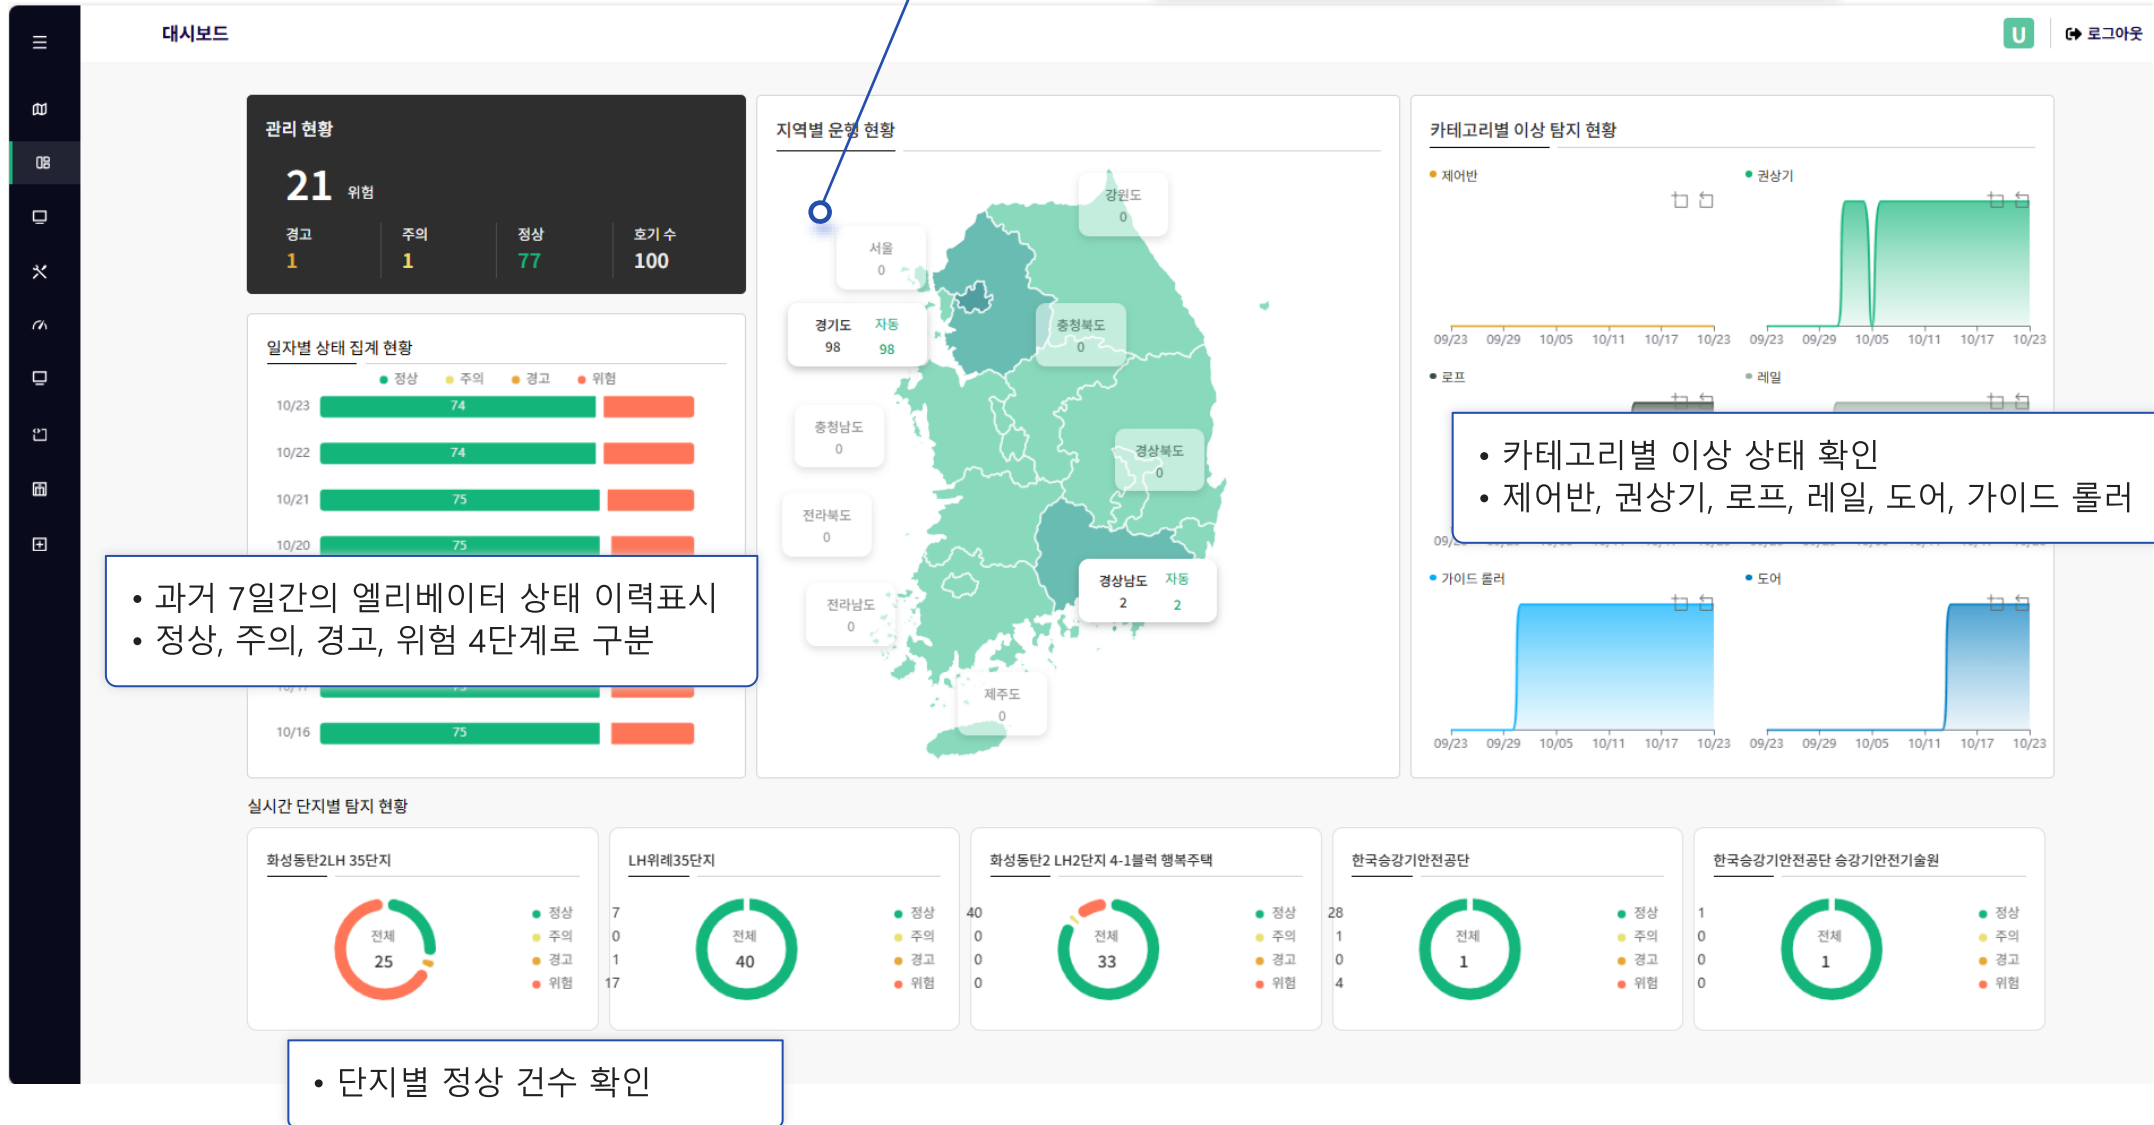 대시보드
U
로그아웃
관리 현황
21 위험
경고 주의 정상 호기 수
1 1 77 100
일자별 상태 집계 현황
정상 주의 경고 위험
10/23 74
10/22 74
10/21 75
10/20 75
10/16 75
• 과거 7일간의 엘리베이터 상태 이력표시
• 정상, 주의, 경고, 위험 4단계로 구분
지역별 운행 현황
강원도
0
서울
0
경기도 자동
98 98
충청북도
0
충청남도
0
경상북도
0
전라북도
0
경상남도 자동
2 2
전라남도
0
제주도
0
카테고리별 이상 탐지 현황
제어반
09/23 09/29 10/05 10/11 10/17 10/23
권상기
09/23 09/29 10/05 10/11 10/17 10/23
로프
레일
• 카테고리별 이상 상태 확인
• 제어반, 권상기, 로프, 레일, 도어, 가이드 롤러
가이드 롤러
09/23 09/29 10/05 10/11 10/17 10/23
도어
09/23 09/29 10/05 10/11 10/17 10/23
실시간 단지별 탐지 현황
화성동탄2LH 35단지
전체
25
정상 7
주의 0
경고 1
위험 17
LH위례35단지
전체
40
정상 40
주의 0
경고 0
위험 0
화성동탄2 LH2단지 4-1블럭 행복주택
전체
33
정상 28
주의 1
경고 0
위험 4
한국승강기안전공단
전체
1
정상 1
주의 0
경고 0
위험 0
한국승강기안전공단 승강기안전기술원
전체
1
정상
주의
경고
위험
• 단지별 정상 건수 확인